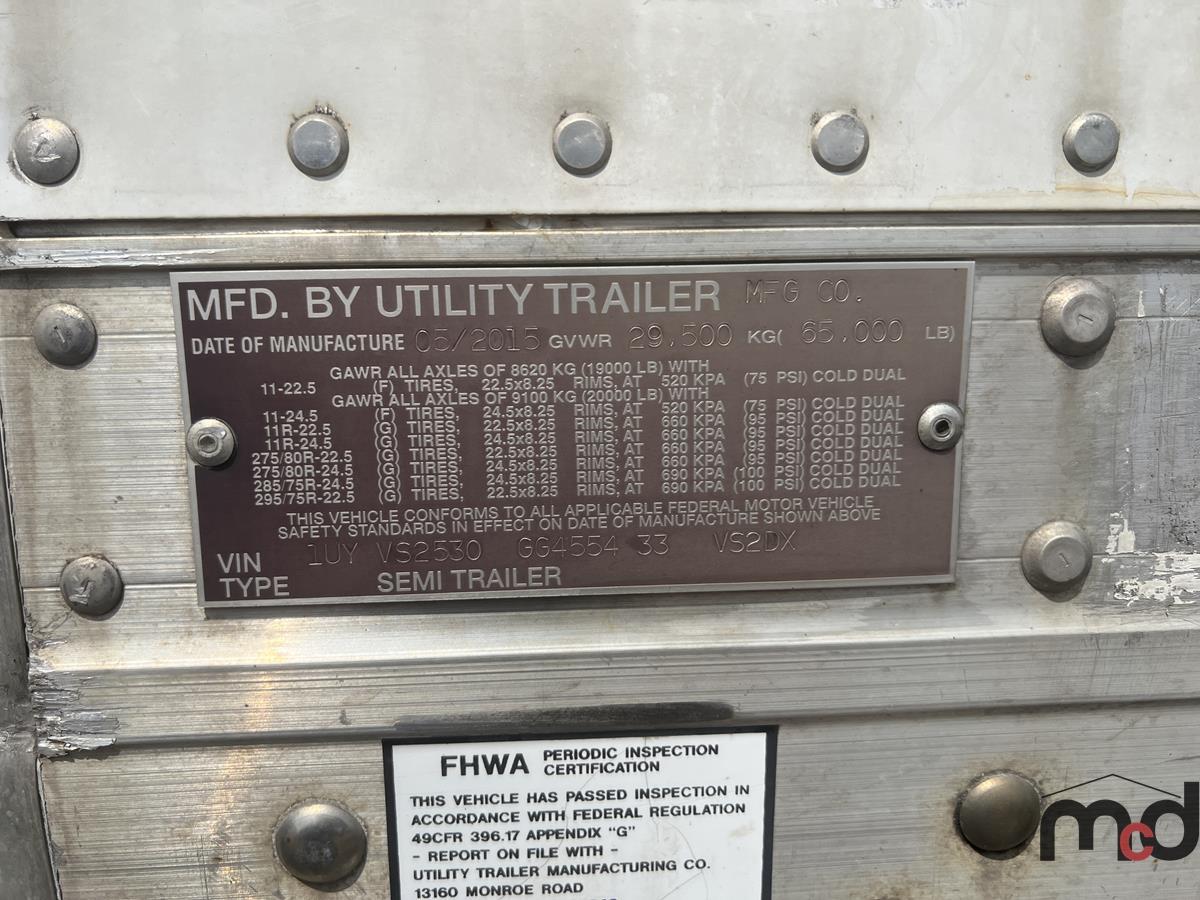 MFD. BY UTILITY TRAILER MFG CO.
DATE OF MANUFACTURE 05/2015 GVWR 29,500 KG( 65,000 LB)
GAWR ALL AXLES OF 8620 KG (19000 LB) WITH
11-22.5 (F) TIRES, 22.5x8.25 RIMS, AT 520 KPA (75 PSI) COLD DUAL
GAWR ALL AXLES OF 9100 KG (20000 LB) WITH
11-24.5 (F) TIRES, 24.5x8.25 RIMS, AT 520 KPA (75 PSI) COLD DUAL
11R-22.5 (G) TIRES, 22.5x8.25 RIMS, AT 660 KPA (95 PSI) COLD DUAL
11R-24.5 (G) TIRES, 24.5x8.25 RIMS, AT 660 KPA (95 PSI) COLD DUAL
275/80R-22.5 (G) TIRES, 22.5x8.25 RIMS, AT 660 KPA (95 PSI) COLD DUAL
275/80R-24.5 (G) TIRES, 24.5x8.25 RIMS, AT 660 KPA (95 PSI) COLD DUAL
285/75R-24.5 (G) TIRES, 24.5x8.25 RIMS, AT 690 KPA (100 PSI) COLD DUAL
295/75R-22.5 (G) TIRES, 22.5x8.25 RIMS, AT 690 KPA (100 PSI) COLD DUAL
THIS VEHICLE CONFORMS TO ALL APPLICABLE FEDERAL MOTOR VEHICLE
SAFETY STANDARDS IN EFFECT ON DATE OF MANUFACTURE SHOWN ABOVE
VIN 1UY VS2530 GG4554 33 VS2DX
TYPE SEMI TRAILER
FHWA PERIODIC INSPECTION
CERTIFICATION
THIS VEHICLE HAS PASSED INSPECTION IN
ACCORDANCE WITH FEDERAL REGULATION
49CFR 396.17 APPENDIX "G"
- REPORT ON FILE WITH -
UTILITY TRAILER MANUFACTURING CO.
13160 MONROE ROAD
mcd